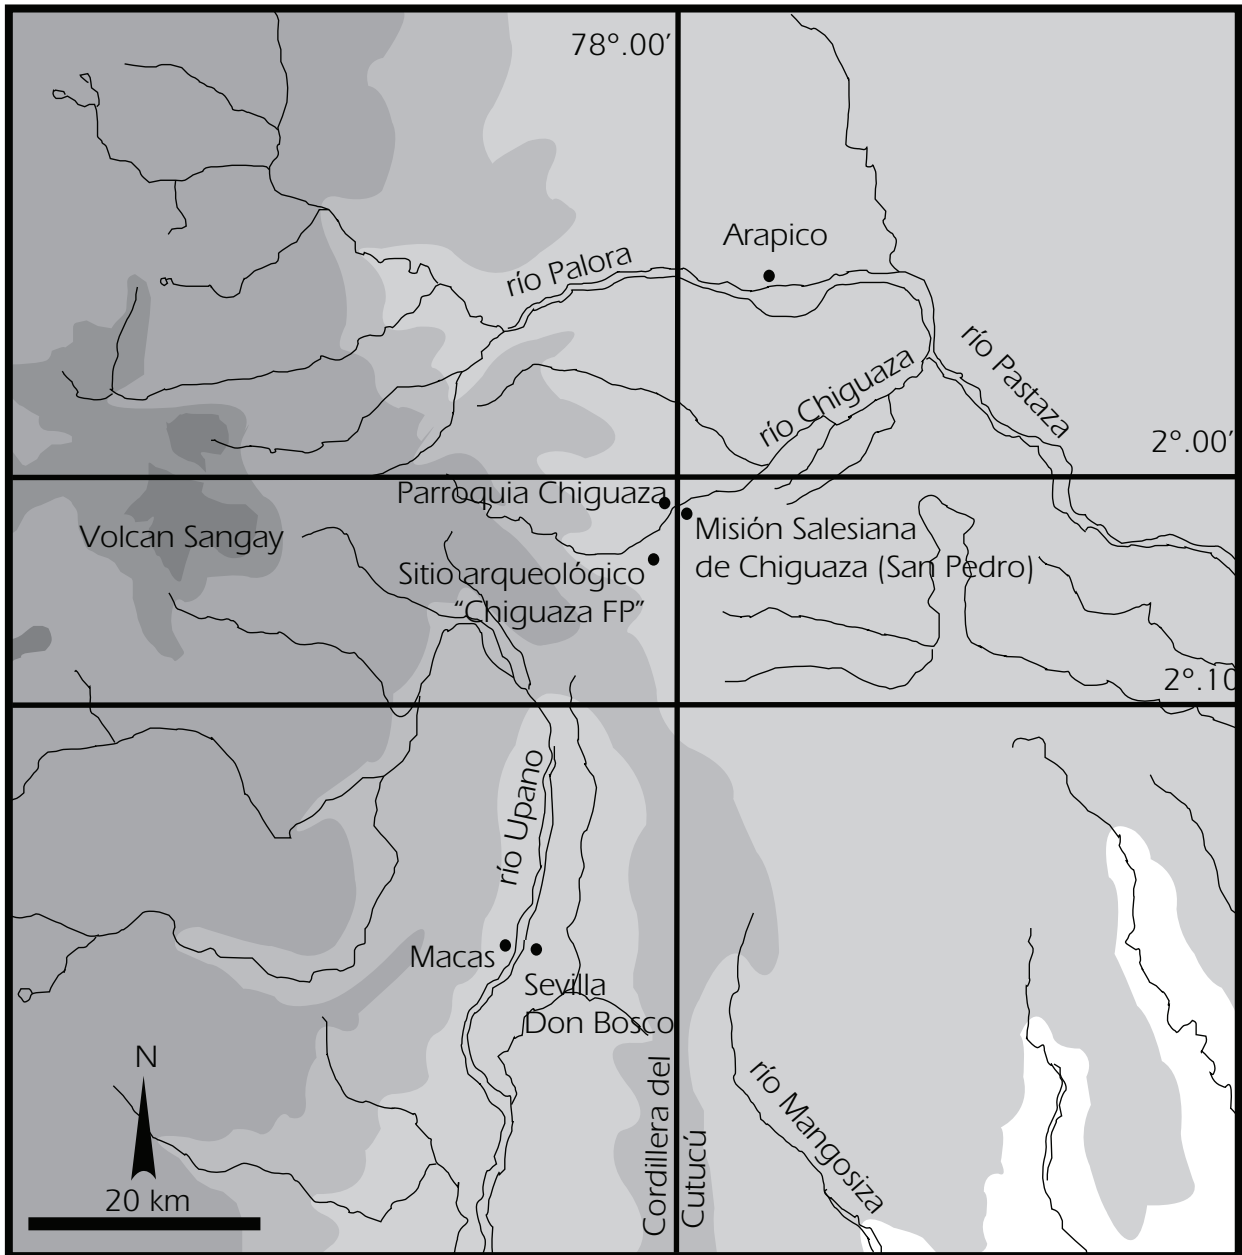 78°.00'
Arapico
río Palora
río Pastaza
río Chiguaza
2°.00'
Parroquia Chiguaza
Misión Salesiana
de Chiguaza (San Pedro)
Volcan Sangay
Sitio arqueológico
“Chiguaza FP”
2°.10
río Upano
Macas
Sevilla
Don Bosco
Cordillera del
Cutucú
río Mangosiza
N
20 km